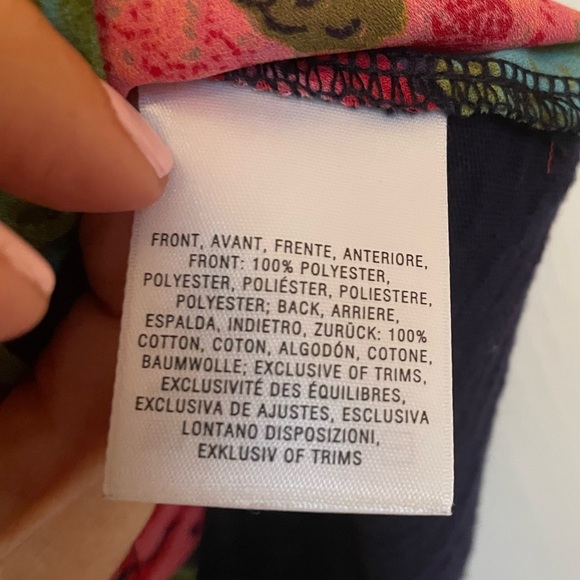 FRONT, AVANT, FRENTE, ANTERIORE,
FRONT: 100% POLYESTER,
POLYESTER, POLIÉSTER, POLIESTERE,
POLYESTER; BACK, ARRIERE,
ESPALDA, INDIETRO, ZURÜCK: 100%
COTTON, COTON, ALGODÓN, COTONE,
BAUMWOLLE; EXCLUSIVE OF TRIMS,
EXCLUSIVITÉ DES ÉQUILIBRES,
EXCLUSIVA DE AJUSTES, ESCLUSIVA
LONTANO DISPOSIZIONI,
EXKLUSIV OF TRIMS